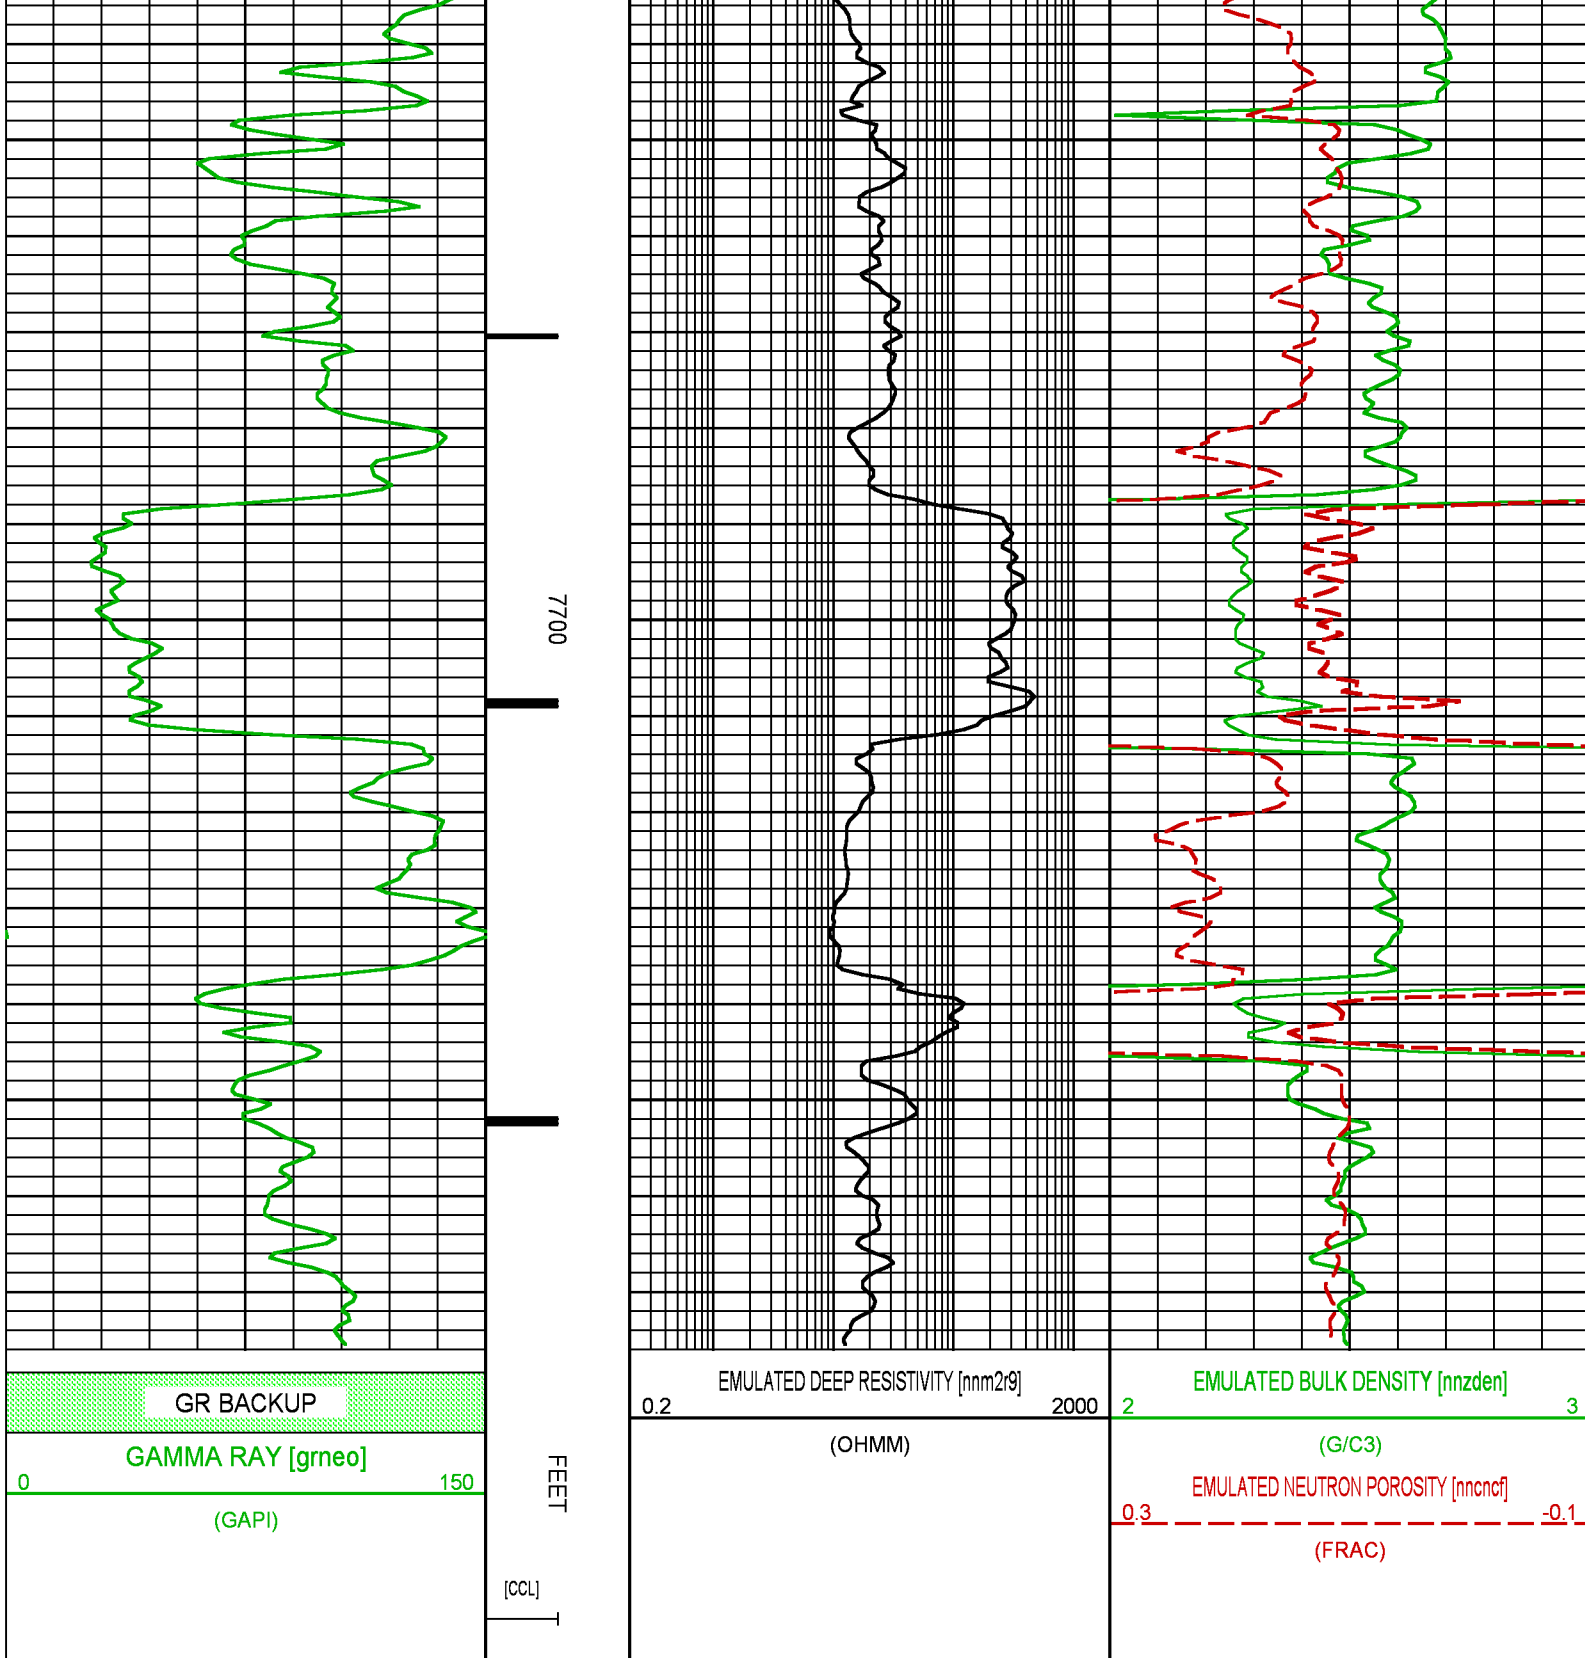 7700
GR BACKUP
GAMMA RAY [grneo]
0 150
(GAPI)
FEET
[CCL]
EMULATED DEEP RESISTIVITY [nnm2r9]
0.2 2000
(OHMM)
EMULATED BULK DENSITY [nnzden]
2 3
(G/C3)
EMULATED NEUTRON POROSITY [nncncf]
0.3 -0.1
(FRAC)